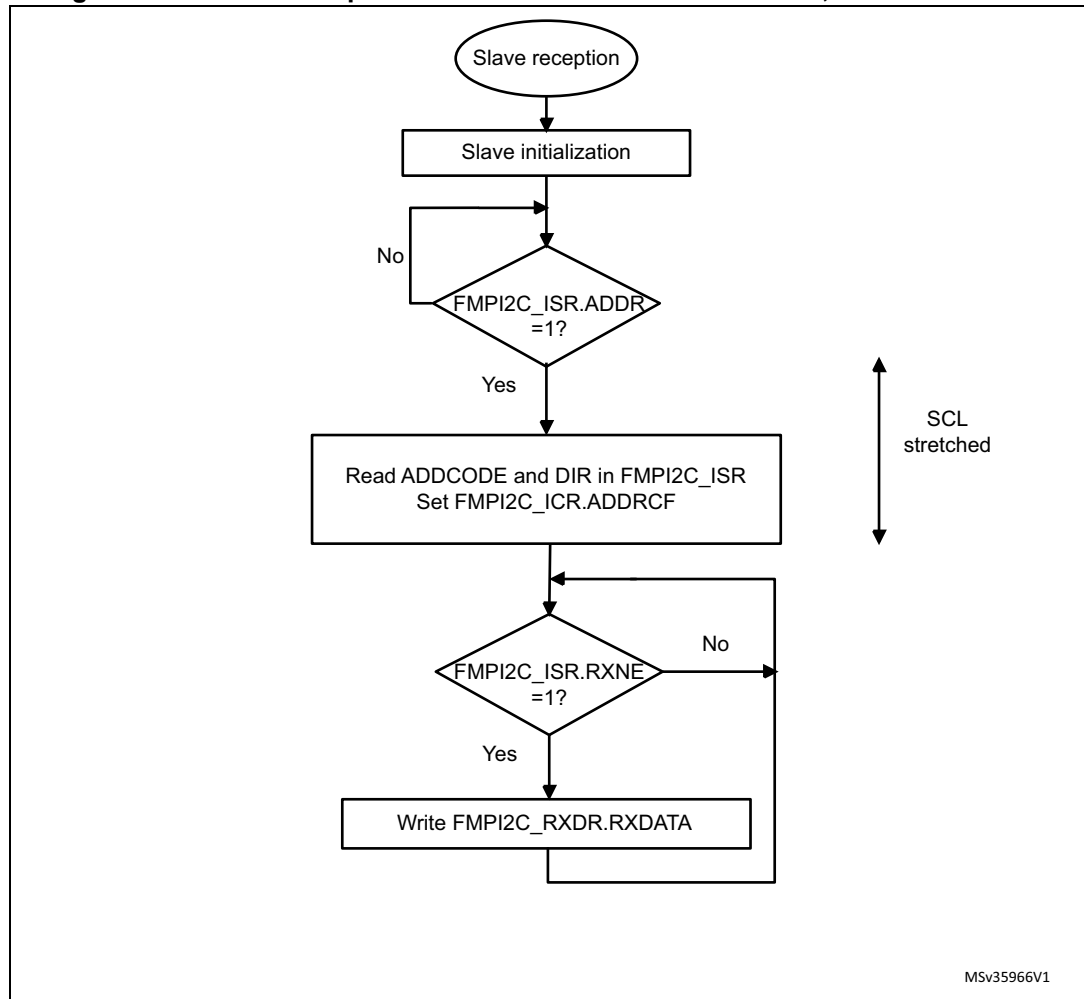 Slave reception
Slave initialization
No
FMPI2C_ISR.ADDR
=1?
Yes
SCL
stretched
Read ADDCODE and DIR in FMPI2C_ISR
Set FMPI2C_ICR.ADDRCF
No
FMPI2C_ISR.RXNE
=1?
Yes
Write FMPI2C_RXDR.RXDATA
MSv35966V1